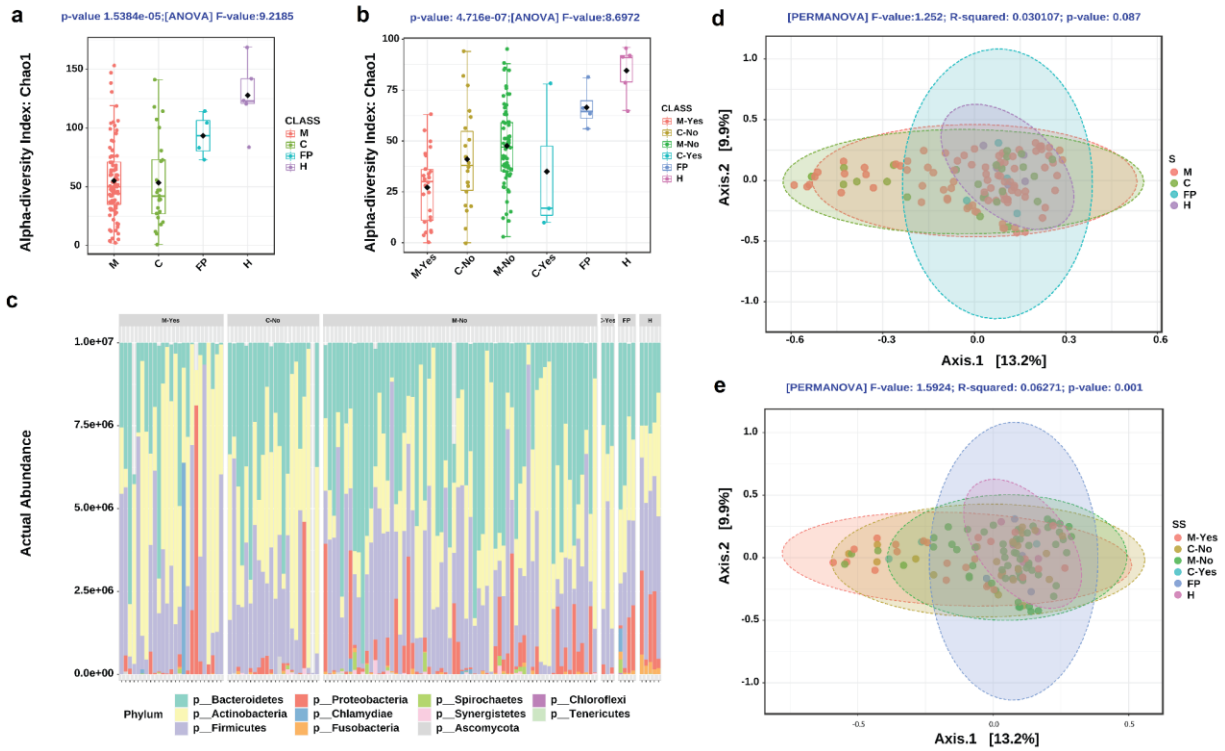 a
p-value 1.5384e-05;[ANOVA] F-value:9.2185
Alpha-diversity Index: Chao1
150
100
50
0
M
C
FP
H
CLASS
M
C
FP
H
b
p-value: 4.716e-07;[ANOVA] F-value:8.6972
Alpha-diversity Index: Chao1
100
75
50
25
0
M-Yes
C-No
M-No
C-Yes
FP
H
CLASS
M-Yes
C-No
M-No
C-Yes
FP
H
c
M-Yes
C-No
M-No
C-Yes
FP
H
Actual Abundance
1.0e+07
7.5e+06
5.0e+06
2.5e+06
0.0e+00
Phylum
p__Bacteroidetes
p__Actinobacteria
p__Firmicutes
p__Proteobacteria
p__Chlamydiae
p__Fusobacteria
p__Spirochaetes
p__Synergistetes
p__Ascomycota
p__Chloroflexi
p__Tenericutes
d
[PERMANOVA] F-value:1.252; R-squared: 0.030107; p-value: 0.087
Axis.2 [9.9%]
1.0
0.5
0.0
-0.5
-1.0
-0.6
-0.3
0.0
0.3
0.6
Axis.1 [13.2%]
S
M
C
FP
H
e
[PERMANOVA] F-value: 1.5924; R-squared: 0.06271; p-value: 0.001
Axis.2 [9.9%]
1.0
0.5
0.0
-0.5
-1.0
-0.5
0.0
0.5
Axis.1 [13.2%]
SS
M-Yes
C-No
M-No
C-Yes
FP
H